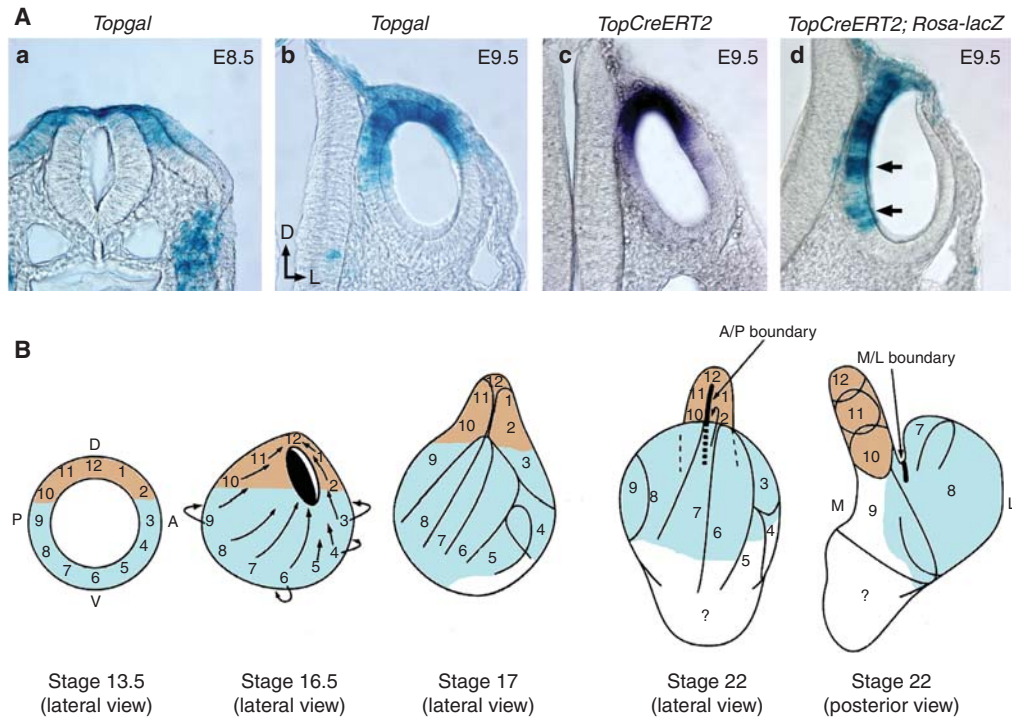 A
Topgal
Topgal
TopCreERT2
TopCreERT2; Rosa-lacZ
a
E8.5
b
E9.5
c
E9.5
d
E9.5
D
L
B
A/P boundary
M/L boundary
D
11 12 1
10 2
P 9 3 A
8 4
7 6 5
V
12
11 1
10 2
9 3
8 4
7 6 5
12
11 1
10 2
9 3
8 7 6 5 4
12
11 1
10 2
9 8 7 6 5 4 3
?
12
11
10
7
M 9 8 L
?
Stage 13.5
(lateral view)
Stage 16.5
(lateral view)
Stage 17
(lateral view)
Stage 22
(lateral view)
Stage 22
(posterior view)